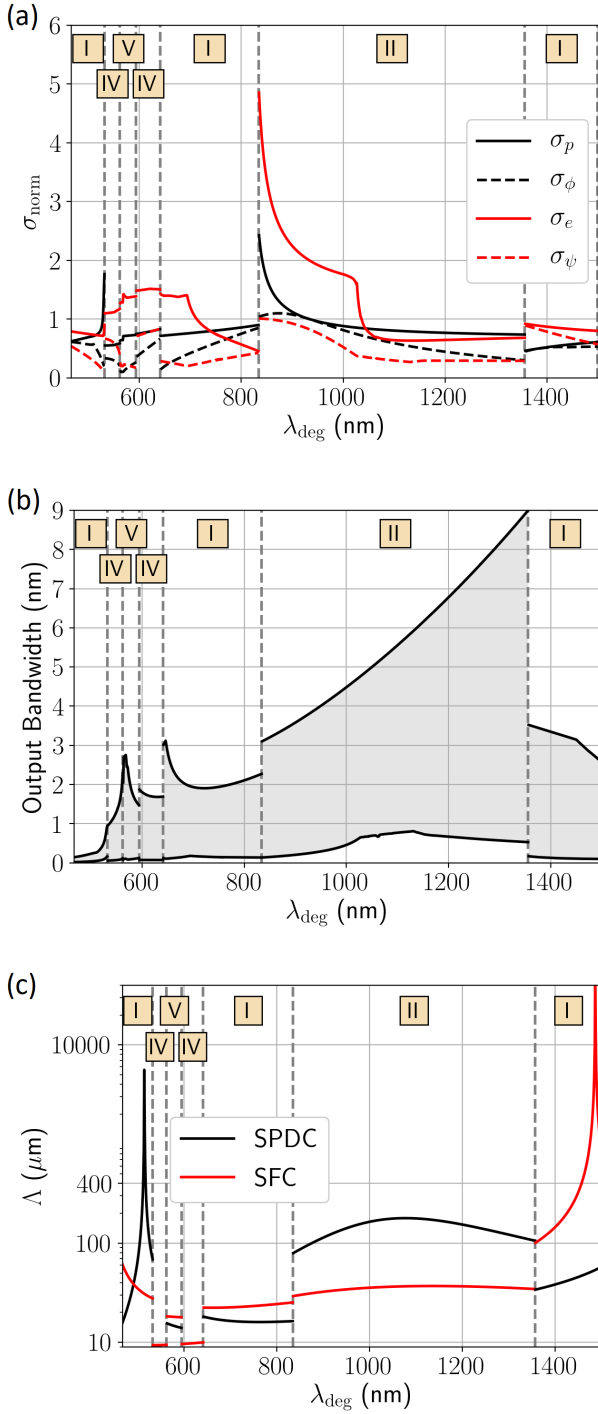 (a)
6
5
4
3
2
1
0
σnorm
I
V
I
II
I
IV
IV
σp
σϕ
σe
σψ
600
800
1000
1200
1400
λdeg (nm)
(b)
9
8
7
6
5
4
3
2
1
0
Output Bandwidth (nm)
I
V
I
II
I
IV
IV
600
800
1000
1200
1400
λdeg (nm)
(c)
10000
400
100
10
Λ (μm)
I
V
I
II
I
IV
IV
SPDC
SFC
600
800
1000
1200
1400
λdeg (nm)